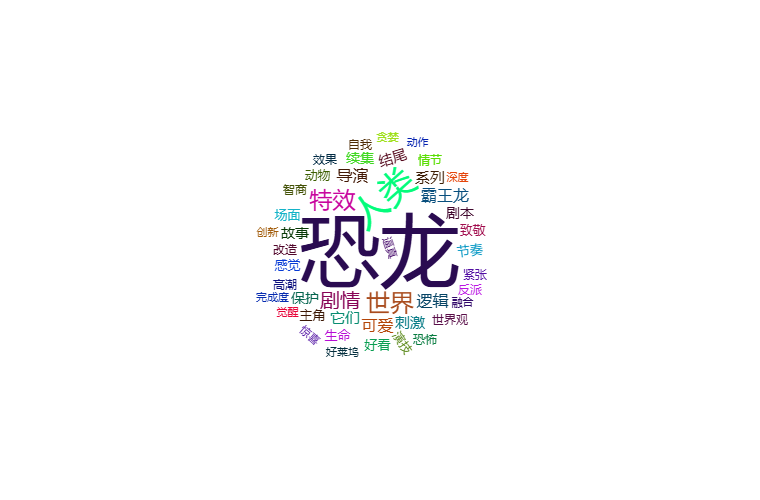 贪婪
动作
自我
效果
续集
结尾
情节
动物
导演
人类
系列
深度
智商
特效
霸王龙
场面
剧本
创新
故事
恐龙
致敬
改造
逼真
节奏
感觉
紧张
高潮
反派
完成度
保护
剧情
世界
逻辑
融合
觉醒
主角
它们
可爱
刺激
世界观
惊喜
生命
好看
演技
恐怖
好莱坞